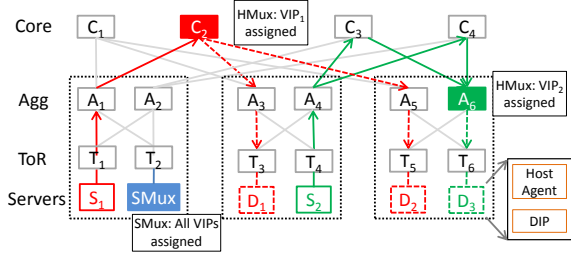 Core C1 C2 HMux: VIP1 assigned C3 C4
Agg A1 A2 A3 A4 A5 A6 HMux: VIP2 assigned
ToR T1 T2 T3 T4 T5 T6
Servers S1 SMux D1 S2 D2 D3
SMux: All VIPs
assigned
Host
Agent
DIP